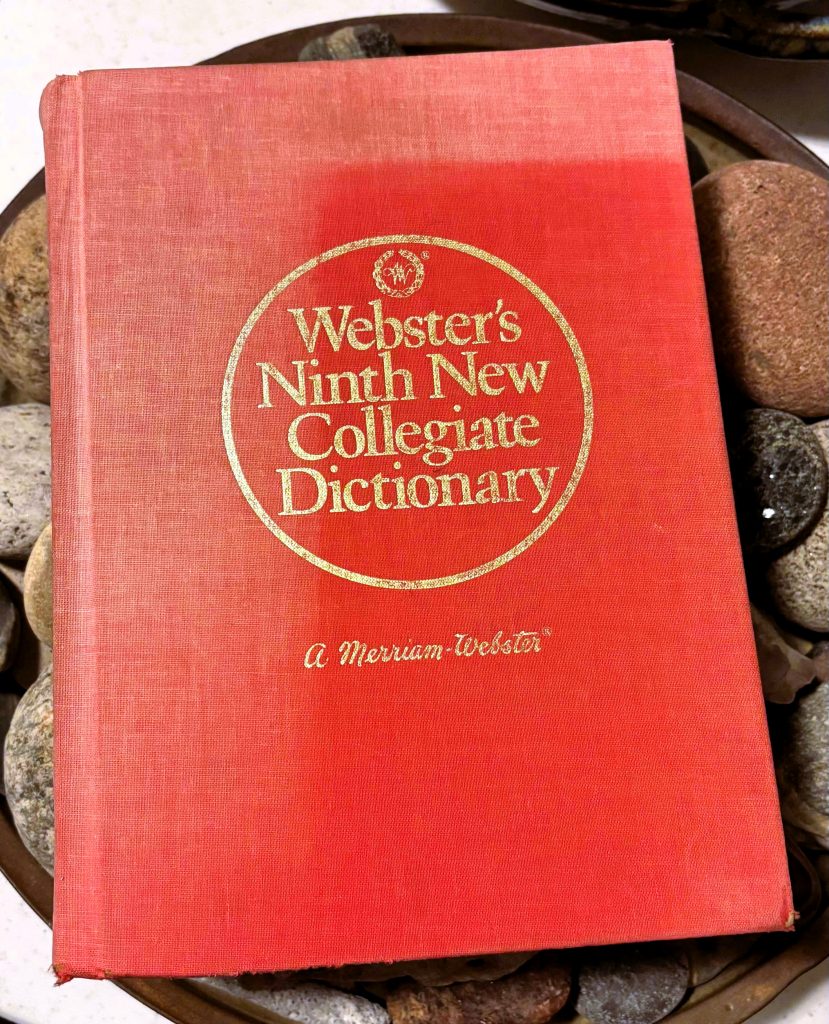 Webster's
Ninth New
Collegiate
Dictionary
A Merriam-Webster®